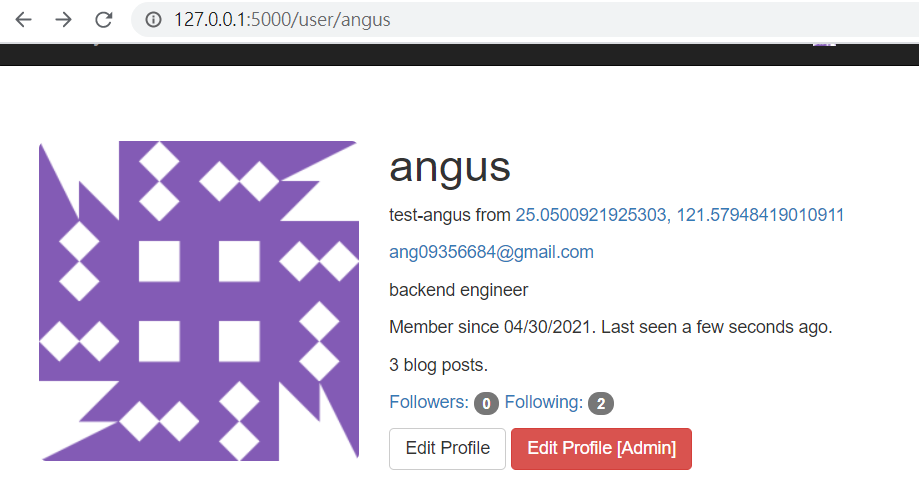 127.0.0.1:5000/user/angus
angus
test-angus from 25.0500921925303, 121.57948419010911
ang09356684@gmail.com
backend engineer
Member since 04/30/2021. Last seen a few seconds ago.
3 blog posts.
Followers: 0 Following: 2
Edit Profile Edit Profile [Admin]